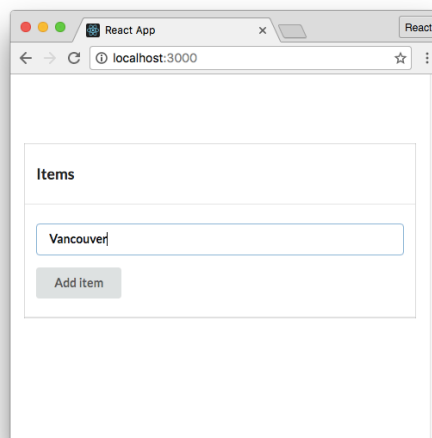 React App
React
localhost:3000
Items
Vancouver
Add item